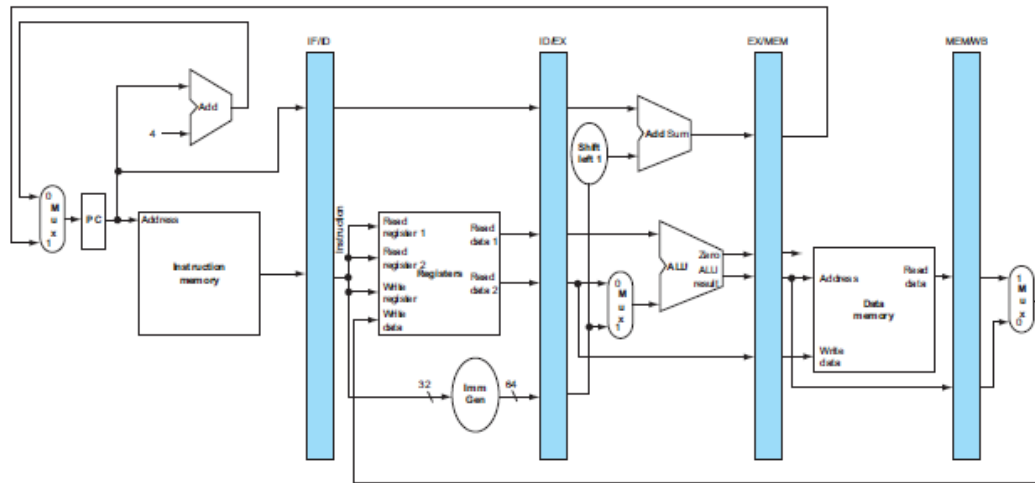 IF/ID
ID/EX
EX/MEM
MEM/WB
Add
4
Add Sum
Shift
left 1
0
M
u
x
1
PC
Address
Instruction
memory
Instruction
Read
register 1
Read
register 2
Write
register
Write
data
Registers
Read
data 1
Read
data 2
0
M
u
x
1
ALU
Zero
ALU
result
Address
Read
data
Data
memory
Write
data
1
M
u
x
0
32
Imm
Gen
64